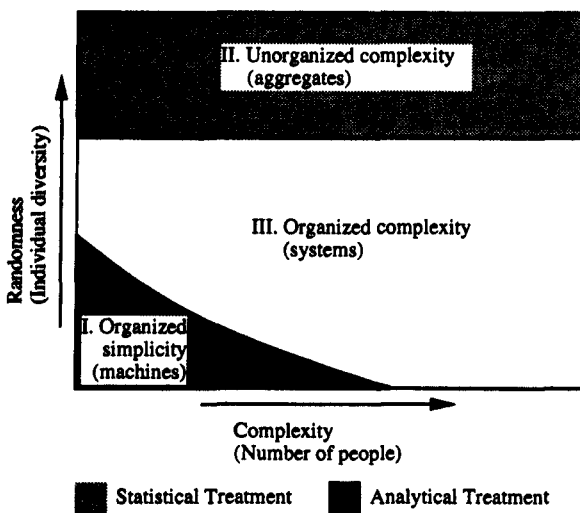 II. Unorganized complexity
(aggregates)
Randomness
(Individual diversity)
III. Organized complexity
(systems)
I. Organized
simplicity
(machines)
Complexity
(Number of people)
Statistical Treatment
Analytical Treatment